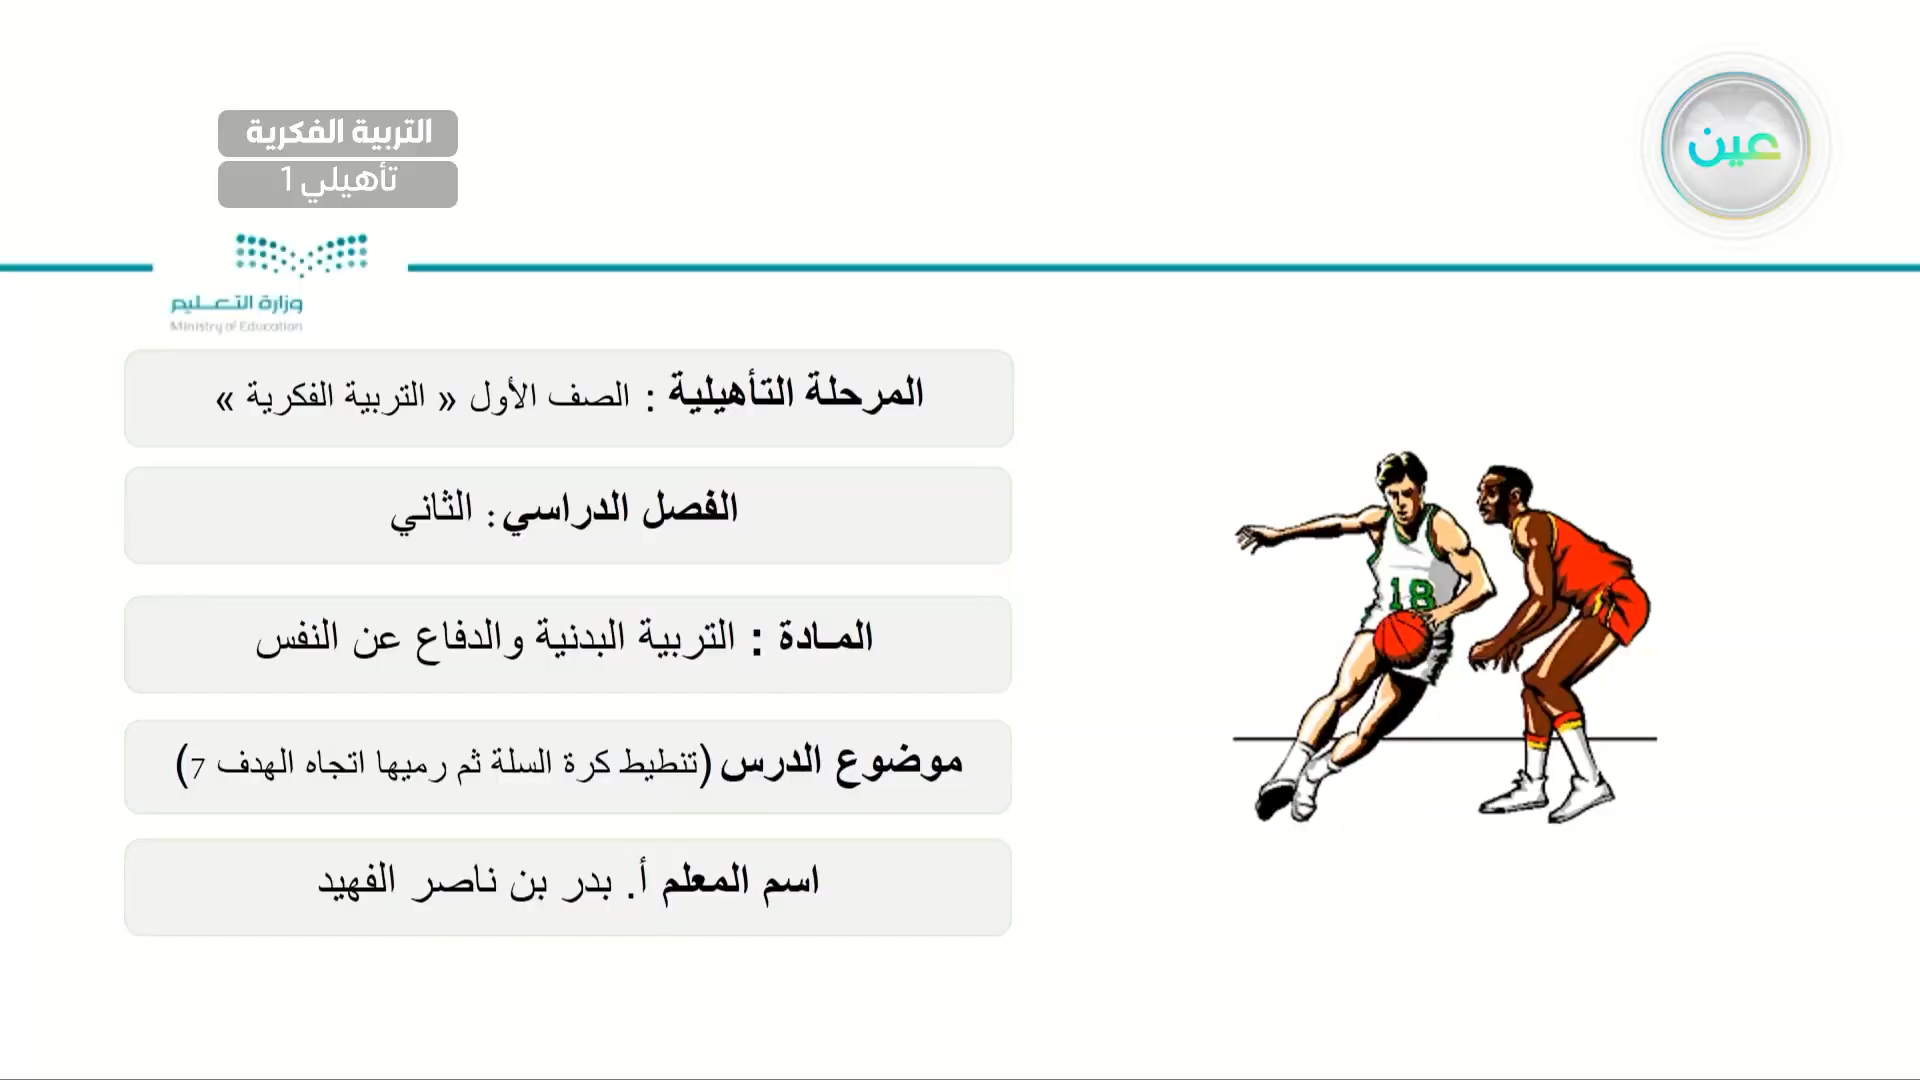 عين
التربية الفكرية
تأهيلي 1
وزارة التعليم
Ministry of Education
المرحلة التأهيلية : الصف الأول « التربية الفكرية »
الفصل الدراسي : الثاني
المادة : التربية البدنية والدفاع عن النفس
موضوع الدرس (تنطيط كرة السلة ثم رميها اتجاه الهدف 7)
اسم المعلم أ. بدر بن ناصر الفهيد
18